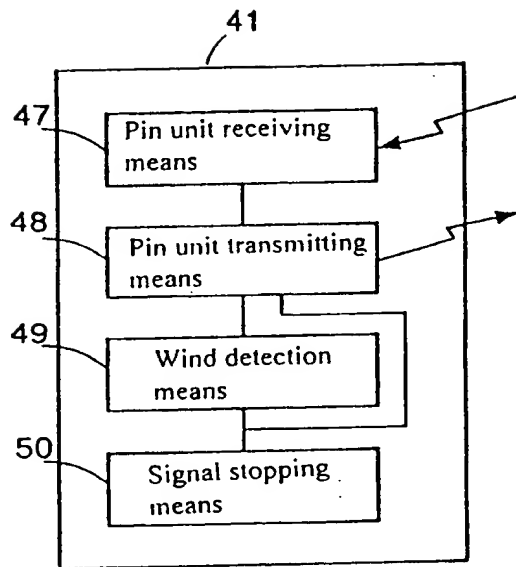 41
47
Pin unit receiving
means
48
Pin unit transmitting
means
49
Wind detection
means
50
Signal stopping
means